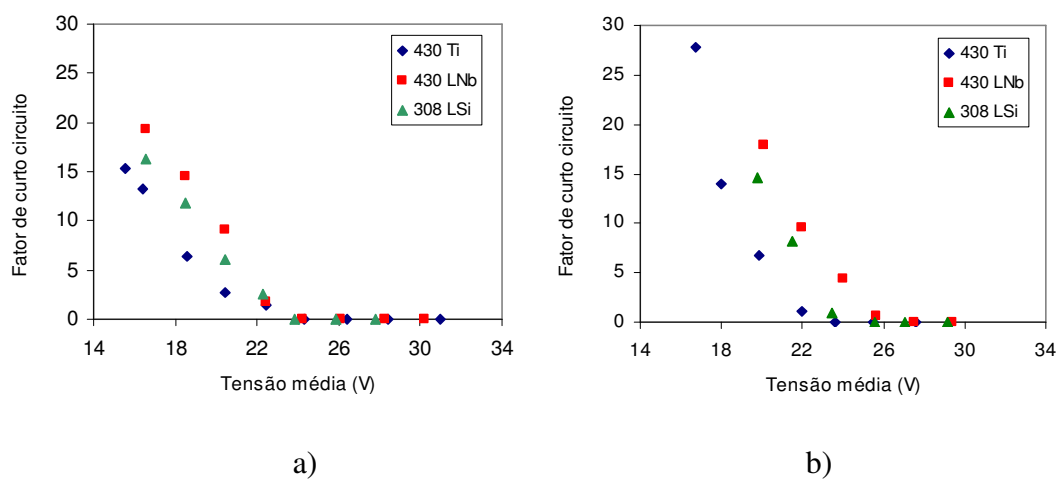 30
25
20
15
10
5
0
Fator de curto circuito
14 18 22 26 30 34
Tensão média (V)
430 Ti
430 LNb
308 LSi
a)
30
25
20
15
10
5
0
Fator de curto circuito
14 18 22 26 30 34
Tensão média (V)
430 Ti
430 LNb
308 LSi
b)